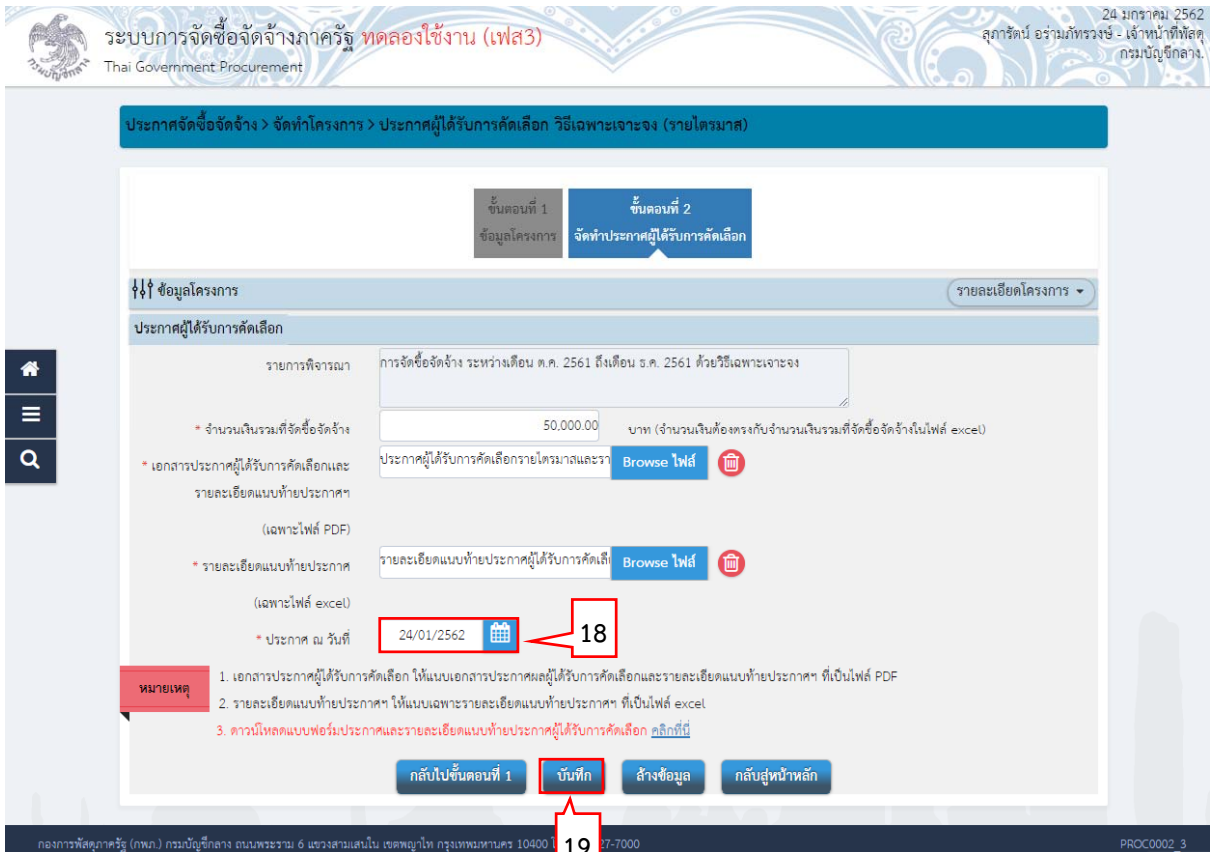 24 มกราคม 2562
ระบบการจัดซื้อจัดจ้างภาครัฐ ทดลองใช้งาน (เฟส3)
สุภารัตน์ อร่ามภัทรวงษ์ - เจ้าหน้าที่พัสดุ
กรมบัญชีกลาง.
Thai Government Procurement
กรมบัญชีกลาง
ประกาศจัดซื้อจัดจ้าง > จัดทำโครงการ > ประกาศผู้ได้รับการคัดเลือก วิธีเฉพาะเจาะจง (รายไตรมาส)
ขั้นตอนที่ 1 ขั้นตอนที่ 2
ข้อมูลโครงการ จัดทำประกาศผู้ได้รับการคัดเลือก
ข้อมูลโครงการ รายละเอียดโครงการ
ประกาศผู้ได้รับการคัดเลือก
รายการพิจารณา การจัดซื้อจัดจ้าง ระหว่างเดือน ต.ค. 2561 ถึงเดือน ธ.ค. 2561 ด้วยวิธีเฉพาะเจาะจง
* จำนวนเงินรวมที่จัดซื้อจัดจ้าง 50,000.00 บาท (จำนวนเงินต้องตรงกับจำนวนเงินรวมที่จัดซื้อจัดจ้างในไฟล์ excel)
* เอกสารประกาศผู้ได้รับการคัดเลือกและ ประกาศผู้ได้รับการคัดเลือกรายไตรมาสและรา Browse ไฟล์
รายละเอียดแนบท้ายประกาศฯ
(เฉพาะไฟล์ PDF)
* รายละเอียดแนบท้ายประกาศ รายละเอียดแนบท้ายประกาศผู้ได้รับการคัดเลื Browse ไฟล์
(เฉพาะไฟล์ excel)
* ประกาศ ณ วันที่ 24/01/2562 18
หมายเหตุ 1. เอกสารประกาศผู้ได้รับการคัดเลือก ให้แนบเอกสารประกาศผลผู้ได้รับการคัดเลือกและรายละเอียดแนบท้ายประกาศฯ ที่เป็นไฟล์ PDF
2. รายละเอียดแนบท้ายประกาศฯ ให้แนบเฉพาะรายละเอียดแนบท้ายประกาศฯ ที่เป็นไฟล์ excel
3. ดาวน์โหลดแบบฟอร์มประกาศและรายละเอียดแนบท้ายประกาศผู้ได้รับการคัดเลือก คลิกที่นี่
กลับไปขั้นตอนที่ 1 บันทึก ล้างข้อมูล กลับสู่หน้าหลัก
กองการพัสดุภาครัฐ (กพภ.) กรมบัญชีกลาง ถนนพระราม 6 แขวงสามเสนใน เขตพญาไท กรุงเทพมหานคร 10400 27-7000 PROC0002_3
19